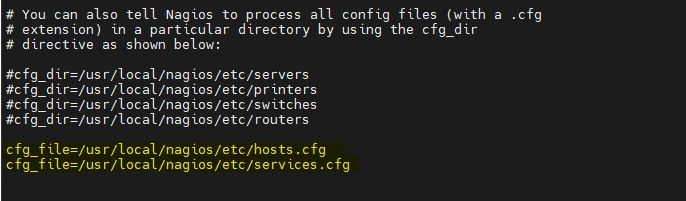 # You can also tell Nagios to process all config files (with a .cfg
# extension) in a particular directory by using the cfg_dir
# directive as shown below:
#cfg_dir=/usr/local/nagios/etc/servers
#cfg_dir=/usr/local/nagios/etc/printers
#cfg_dir=/usr/local/nagios/etc/switches
#cfg_dir=/usr/local/nagios/etc/routers
cfg_file=/usr/local/nagios/etc/hosts.cfg
cfg_file=/usr/local/nagios/etc/services.cfg